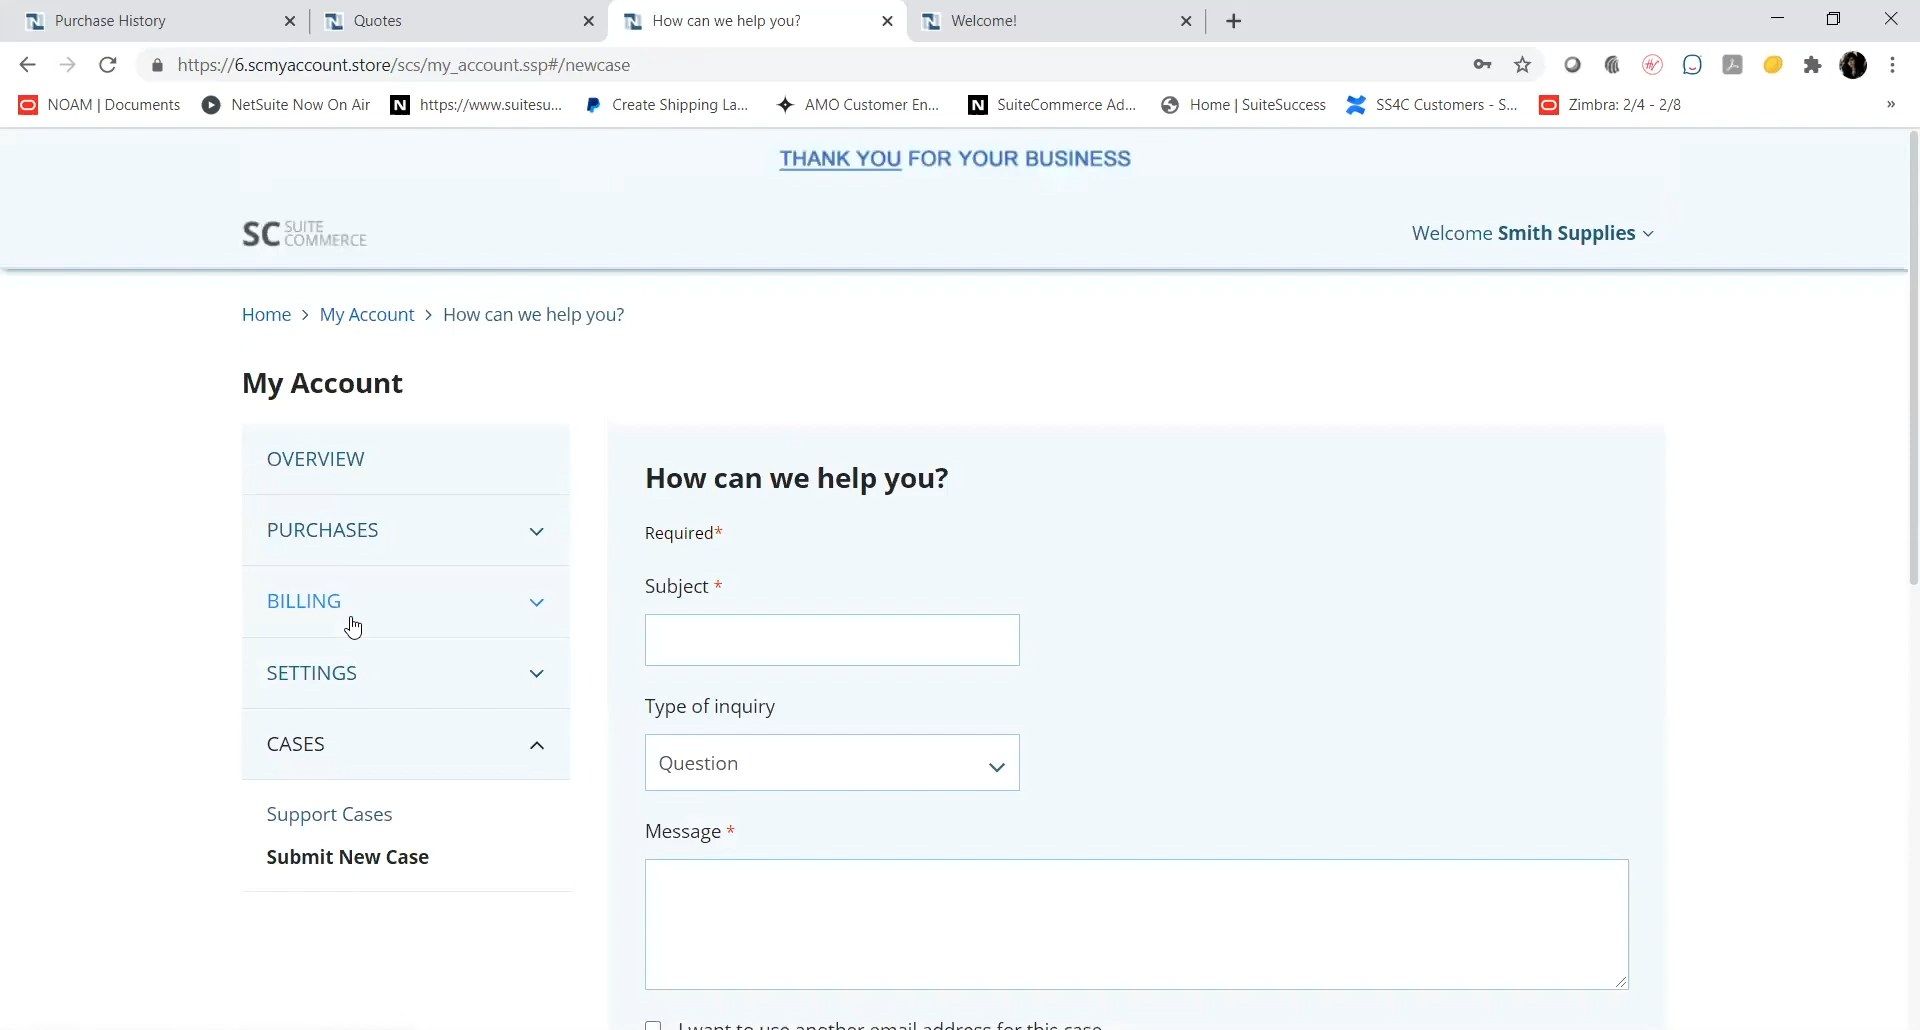 Purchase History
Quotes
How can we help you?
Welcome!
https://6.scmyaccount.store/scs/my_account.ssp#/newcase
NOAM | Documents
NetSuite Now On Air
https://www.suitesu...
Create Shipping La...
AMO Customer En...
SuiteCommerce Ad...
Home | SuiteSuccess
SS4C Customers - S...
Zimbra: 2/4 - 2/8
»
THANK YOU FOR YOUR BUSINESS
SC SUITE COMMERCE
Welcome Smith Supplies
Home > My Account > How can we help you?
My Account
OVERVIEW
PURCHASES
BILLING
SETTINGS
CASES
Support Cases
Submit New Case
How can we help you?
Required*
Subject *
Type of inquiry
Question
Message *
I want to use another email address for this case